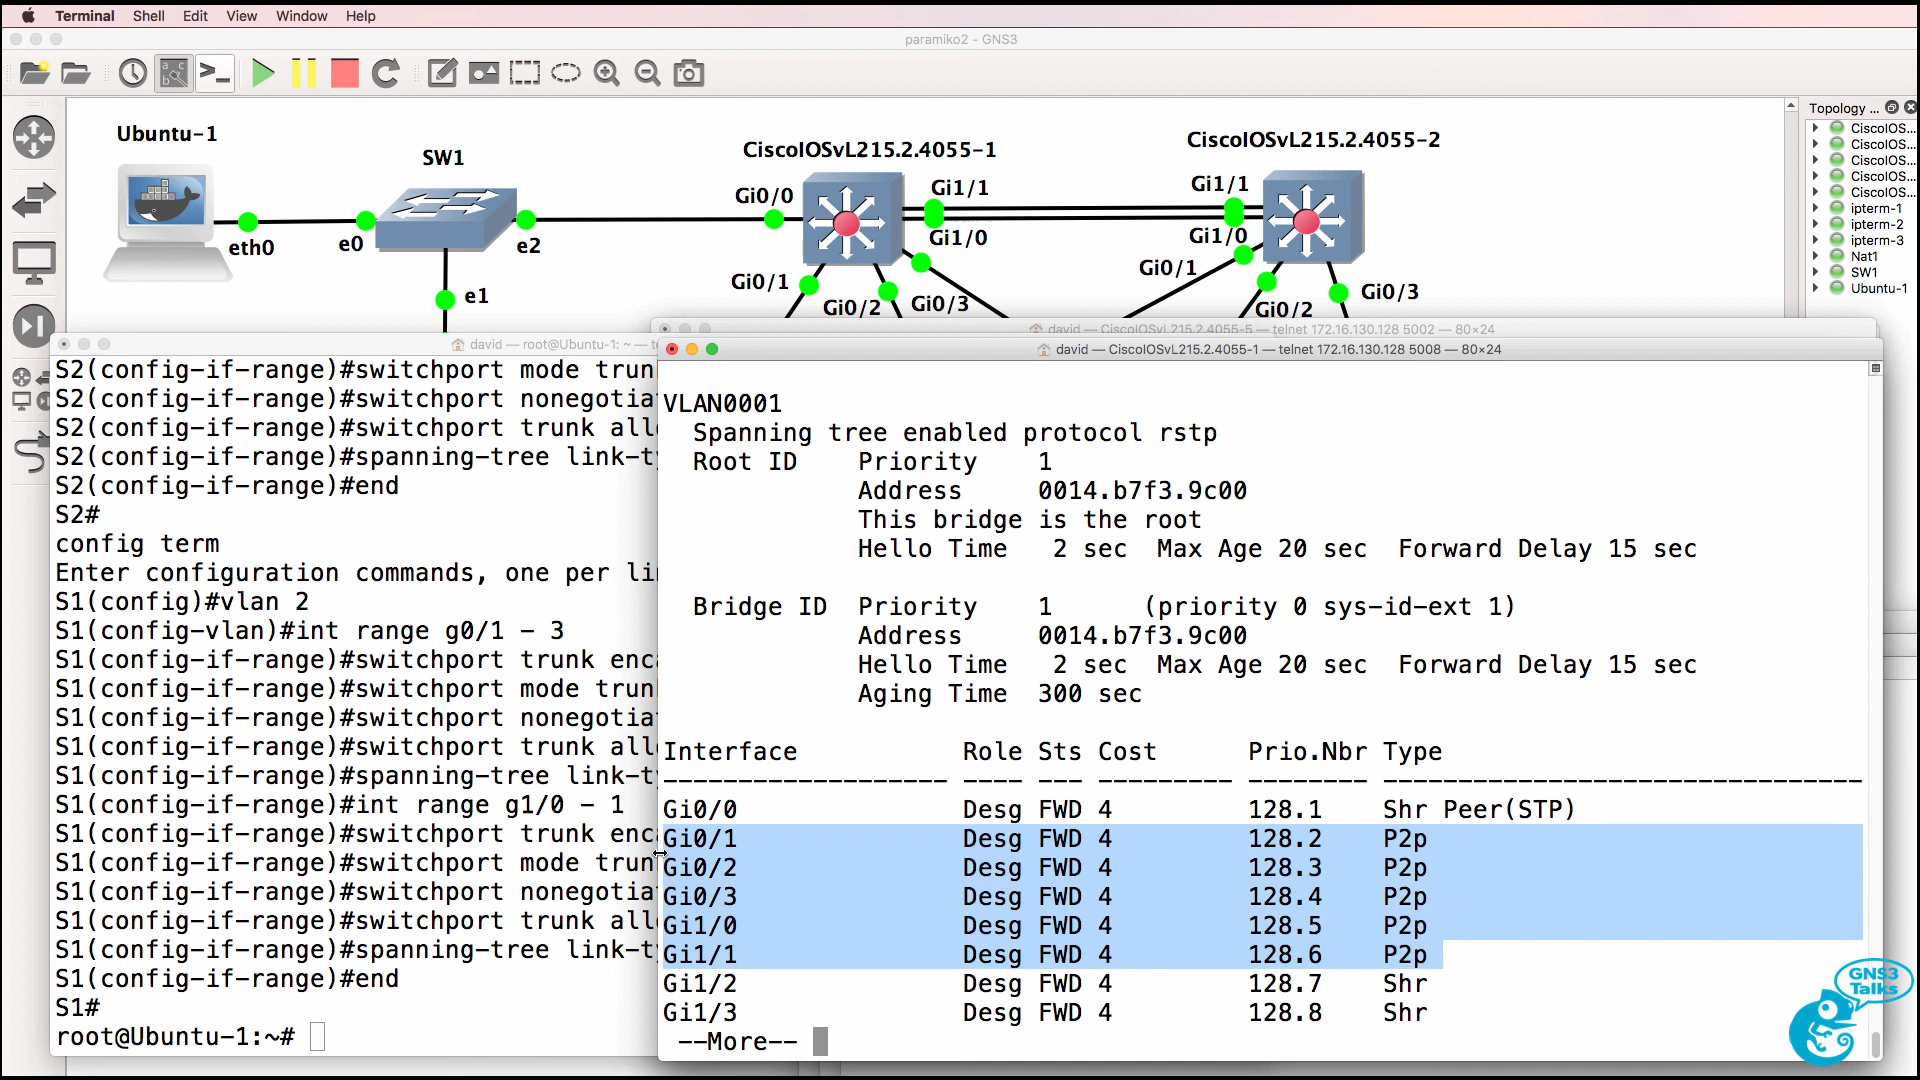 Terminal Shell Edit View Window Help
paramiko2 - GNS3
Ubuntu-1
SW1
CiscoIOSvL215.2.4055-1
CiscoIOSvL215.2.4055-2
eth0
e0
e2
e1
Gi0/0
Gi1/1
Gi1/0
Gi0/1
Gi0/2
Gi0/3
Gi1/1
Gi1/0
Gi0/1
Gi0/2
Gi0/3
Topology ...
CiscoIOS...
CiscoIOS...
CiscoIOS...
CiscoIOS...
CiscoIOS...
ipterm-1
ipterm-2
ipterm-3
Nat1
SW1
Ubuntu-1
david — CiscoIOSvL215.2.4055-5 — telnet 172.16.130.128 5002 — 80×24
david — root@Ubuntu-1: ~ — te
S2(config-if-range)#switchport mode trun
S2(config-if-range)#switchport nonegotia
S2(config-if-range)#switchport trunk all
S2(config-if-range)#spanning-tree link-t
S2(config-if-range)#end
S2#
config term
Enter configuration commands, one per li
S1(config)#vlan 2
S1(config-vlan)#int range g0/1 - 3
S1(config-if-range)#switchport trunk enc
S1(config-if-range)#switchport mode trun
S1(config-if-range)#switchport nonegotia
S1(config-if-range)#switchport trunk all
S1(config-if-range)#spanning-tree link-t
S1(config-if-range)#int range g1/0 - 1
S1(config-if-range)#switchport trunk enc
S1(config-if-range)#switchport mode trun
S1(config-if-range)#switchport nonegotia
S1(config-if-range)#switchport trunk all
S1(config-if-range)#spanning-tree link-t
S1(config-if-range)#end
S1#
root@Ubuntu-1:~#
david — CiscoIOSvL215.2.4055-1 — telnet 172.16.130.128 5008 — 80×24
VLAN0001
Spanning tree enabled protocol rstp
Root ID Priority 1
Address 0014.b7f3.9c00
This bridge is the root
Hello Time 2 sec Max Age 20 sec Forward Delay 15 sec
Bridge ID Priority 1 (priority 0 sys-id-ext 1)
Address 0014.b7f3.9c00
Hello Time 2 sec Max Age 20 sec Forward Delay 15 sec
Aging Time 300 sec
Interface Role Sts Cost Prio.Nbr Type
------------------- ---- --- --------- -------- --------------------------------
Gi0/0 Desg FWD 4 128.1 Shr Peer(STP)
Gi0/1 Desg FWD 4 128.2 P2p
Gi0/2 Desg FWD 4 128.3 P2p
Gi0/3 Desg FWD 4 128.4 P2p
Gi1/0 Desg FWD 4 128.5 P2p
Gi1/1 Desg FWD 4 128.6 P2p
Gi1/2 Desg FWD 4 128.7 Shr
Gi1/3 Desg FWD 4 128.8 Shr
--More--
GNS3
Talks